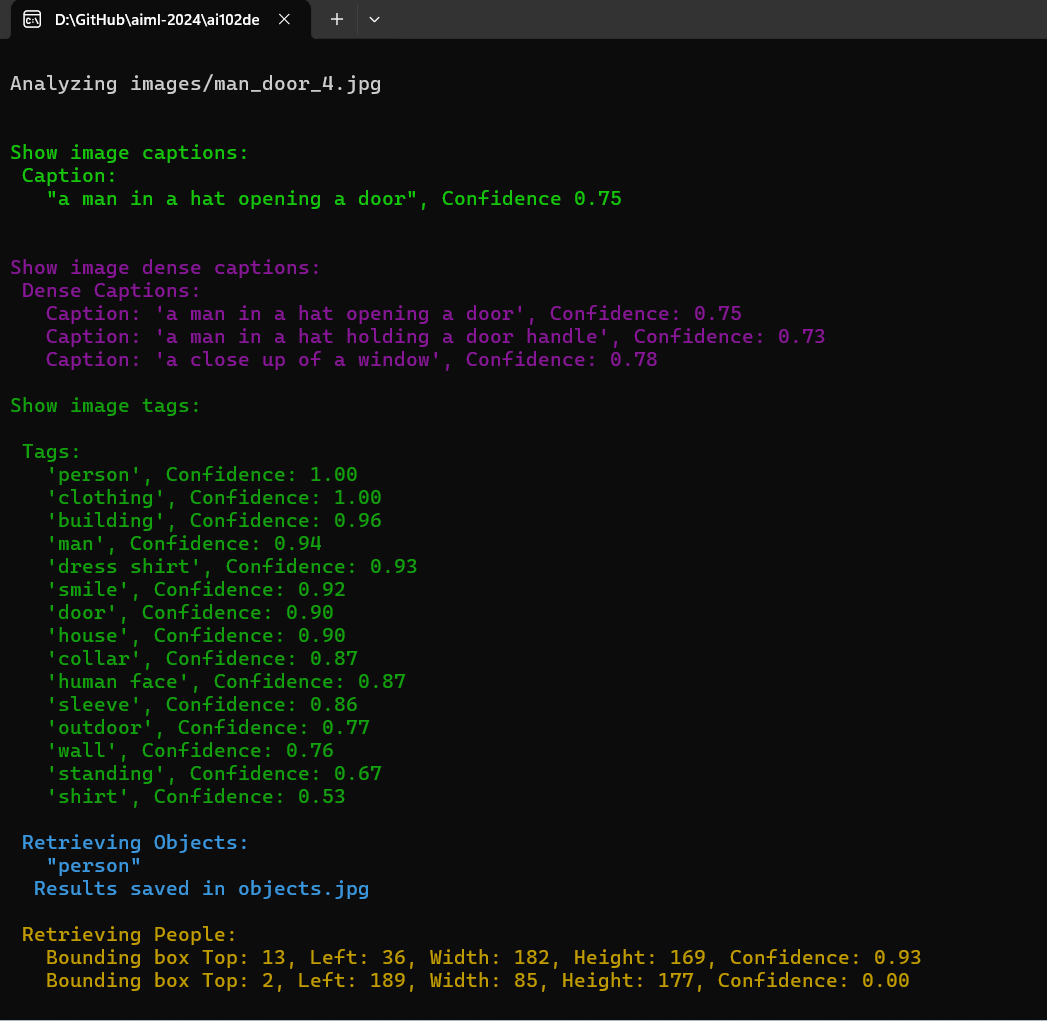 D:\GitHub\aiml-2024\ai102de
Analyzing images/man_door_4.jpg
Show image captions:
Caption:
"a man in a hat opening a door", Confidence 0.75
Show image dense captions:
Dense Captions:
Caption: 'a man in a hat opening a door', Confidence: 0.75
Caption: 'a man in a hat holding a door handle', Confidence: 0.73
Caption: 'a close up of a window', Confidence: 0.78
Show image tags:
Tags:
'person', Confidence: 1.00
'clothing', Confidence: 1.00
'building', Confidence: 0.96
'man', Confidence: 0.94
'dress shirt', Confidence: 0.93
'smile', Confidence: 0.92
'door', Confidence: 0.90
'house', Confidence: 0.90
'collar', Confidence: 0.87
'human face', Confidence: 0.87
'sleeve', Confidence: 0.86
'outdoor', Confidence: 0.77
'wall', Confidence: 0.76
'standing', Confidence: 0.67
'shirt', Confidence: 0.53
Retrieving Objects:
"person"
Results saved in objects.jpg
Retrieving People:
Bounding box Top: 13, Left: 36, Width: 182, Height: 169, Confidence: 0.93
Bounding box Top: 2, Left: 189, Width: 85, Height: 177, Confidence: 0.00